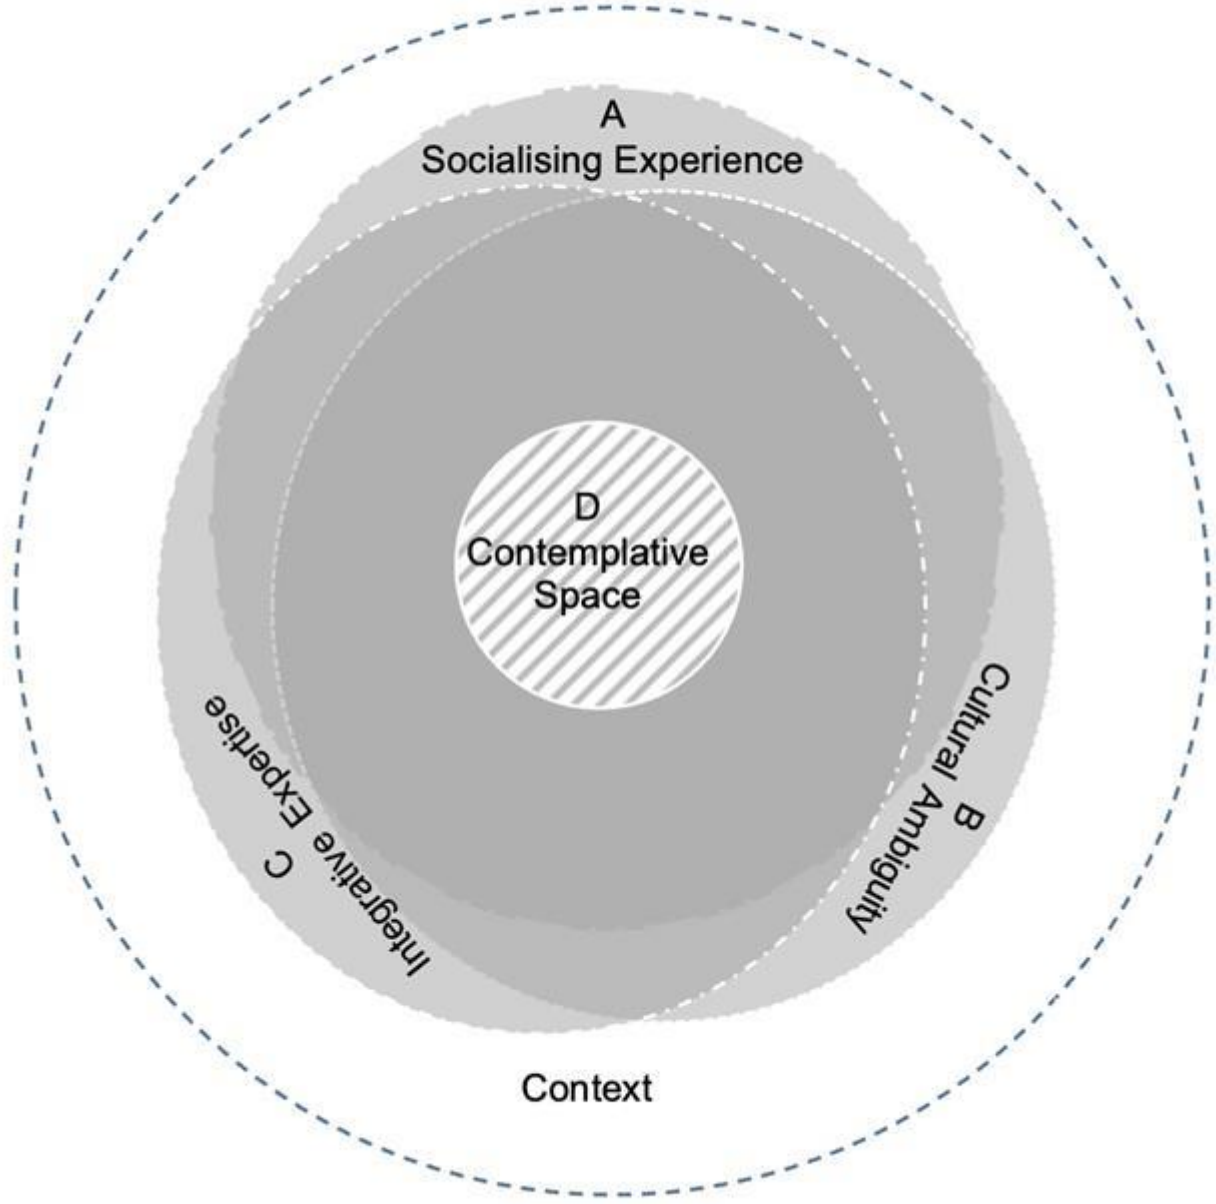 A
Socialising Experience
D
Contemplative
Space
B
Cultural Ambiguity
C
Integrative Expertise
Context